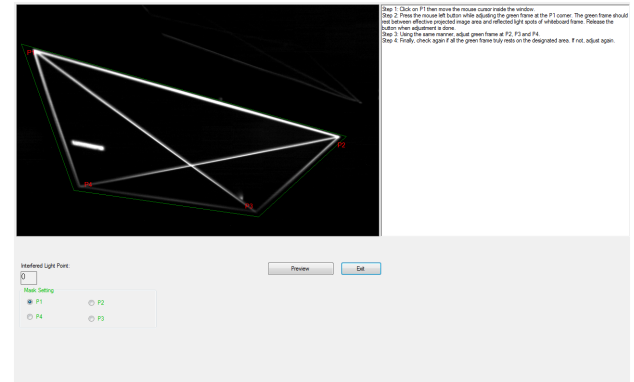 Step 1: Click on P1 then move the mouse cursor inside the window.
Step 2: Press the mouse left button while adjusting the green frame at the P1 corner. The green frame should
rest between effective projected image area and reflected light spots of whiteboard frame. Release the
button when adjustment is done.
Step 3: Using the same manner, adjust green frame at P2, P3 and P4.
Step 4: Finally, check again if all the green frame truly rests on the designated area. If not, adjust again.
P2
P4
P3
Interfered Light Point:
0
Preview
Exit
Mask Setting
P1
P2
P4
P3